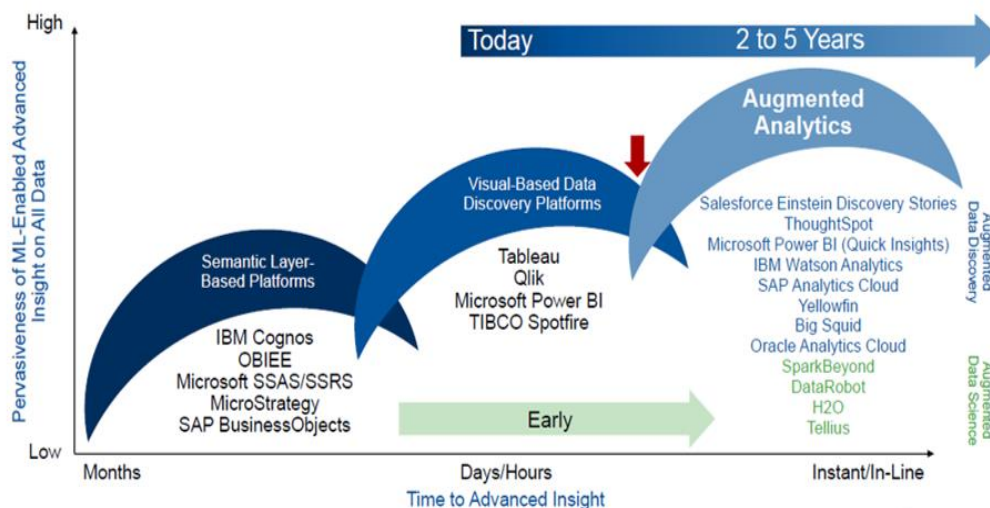 High
Today
2 to 5 Years
Augmented
Analytics
Visual-Based Data
Discovery Platforms
Semantic Layer-
Based Platforms
Pervasiveness of ML-Enabled Advanced
Insight on All Data
IBM Cognos
OBIEE
Microsoft SSAS/SSRS
MicroStrategy
SAP BusinessObjects
Tableau
Qlik
Microsoft Power BI
TIBCO Spotfire
Salesforce Einstein Discovery Stories
ThoughtSpot
Microsoft Power BI (Quick Insights)
IBM Watson Analytics
SAP Analytics Cloud
Yellowfin
Big Squid
Oracle Analytics Cloud
SparkBeyond
DataRobot
H2O
Tellius
Augmented
Data Discovery
Augmented
Data Science
Early
Low
Months
Days/Hours
Instant/In-Line
Time to Advanced Insight